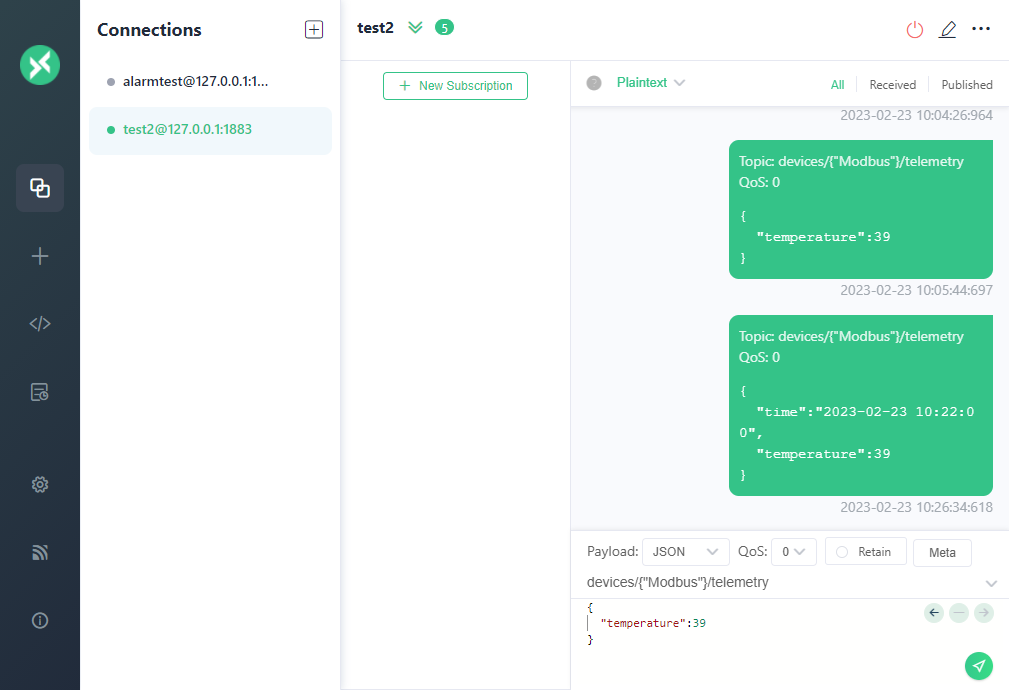 Connections
alarmtest@127.0.0.1:1...
test2@127.0.0.1:1883
test2
5
New Subscription
Plaintext
All
Received
Published
2023-02-23 10:04:26:964
Topic: devices/{"Modbus"}/telemetry
QoS: 0
{
"temperature":39
}
2023-02-23 10:05:44:697
Topic: devices/{"Modbus"}/telemetry
QoS: 0
{
"time":"2023-02-23 10:22:0
0",
"temperature":39
}
2023-02-23 10:26:34:618
Payload: JSON QoS: 0 Retain Meta
devices/{"Modbus"}/telemetry
{
"temperature":39
}